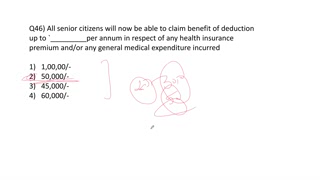 Q46) All senior citizens will now be able to claim benefit of deduction
up to `_________per annum in respect of any health insurance
premium and/or any general medical expenditure incurred
1) 1,00,00/-
2) 50,000/-
3) 45,000/-
4) 60,000/-